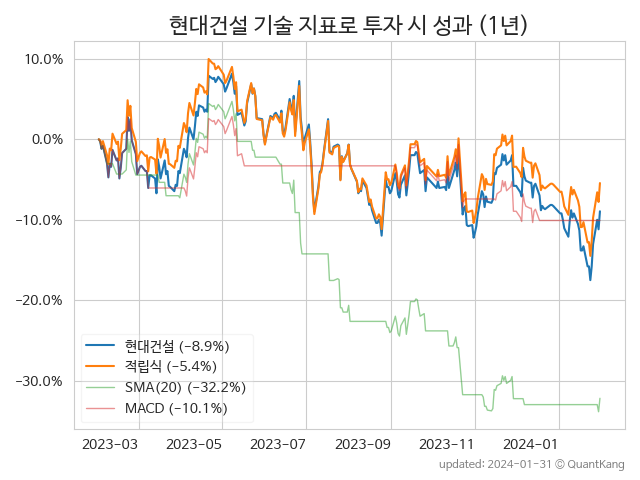 현대건설 기술 지표로 투자 시 성과 (1년)
10.0%
0.0%
−10.0%
−20.0%
−30.0%
현대건설 (−8.9%)
적립식 (−5.4%)
SMA(20) (−32.2%)
MACD (−10.1%)
2023-03 2023-05 2023-07 2023-09 2023-11 2024-01
updated: 2024-01-31 © QuantKang